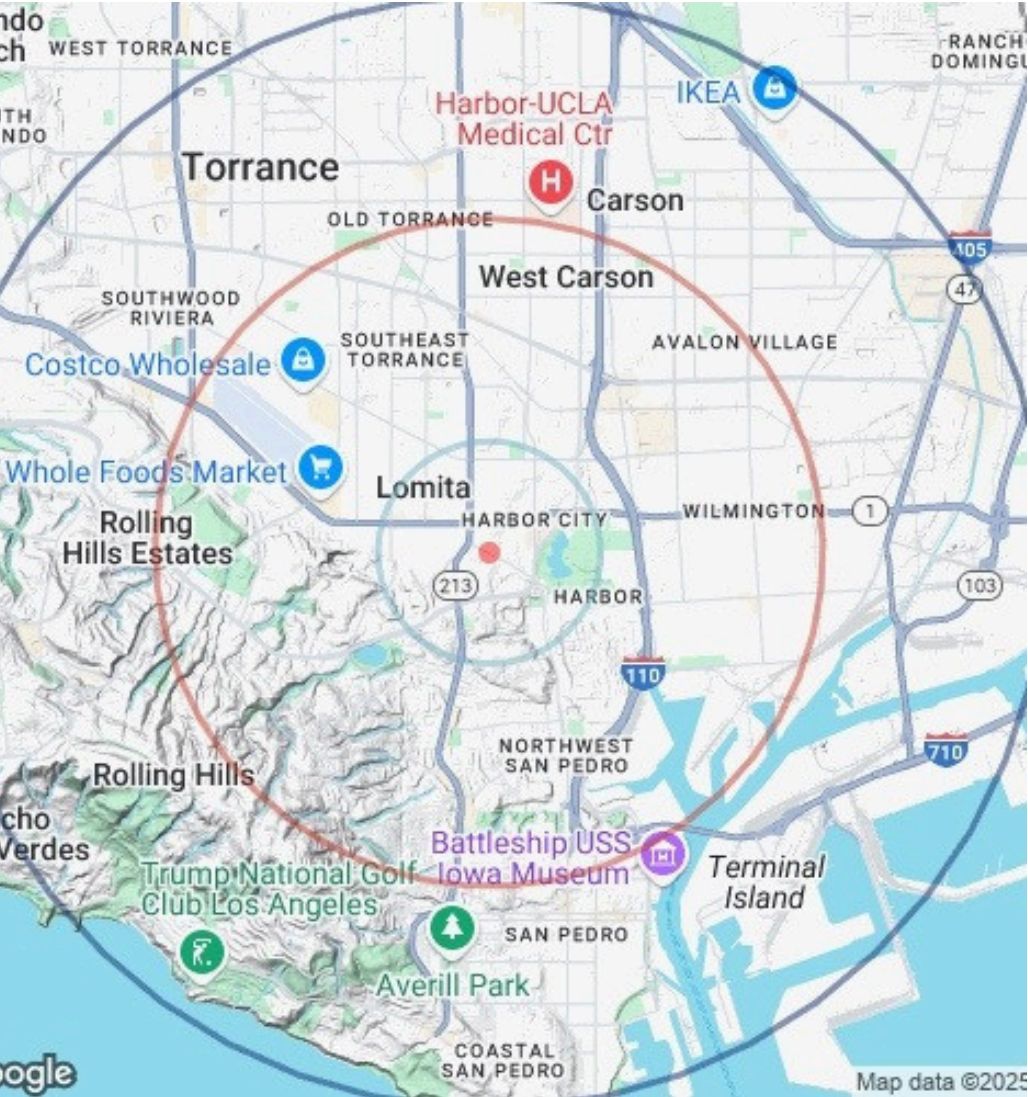 ndo
ch
WEST TORRANCE
RANCH
DOMINGU
IKEA
Harbor-UCLA
Medical Ctr
H
TH
NDO
Torrance
Carson
OLD TORRANCE
405
West Carson
47
SOUTHWOOD
RIVIERA
SOUTHEAST
TORRANCE
AVALON VILLAGE
Costco Wholesale
Whole Foods Market
Lomita
HARBOR CITY
WILMINGTON
1
Rolling
Hills Estates
213
HARBOR
103
110
NORTHWEST
SAN PEDRO
710
Rolling Hills
cho
Verdes
Battleship USS
Iowa Museum
Terminal
Island
Trump National Golf
Club Los Angeles
SAN PEDRO
Averill Park
COASTAL
SAN PEDRO
oogle
Map data ©2025